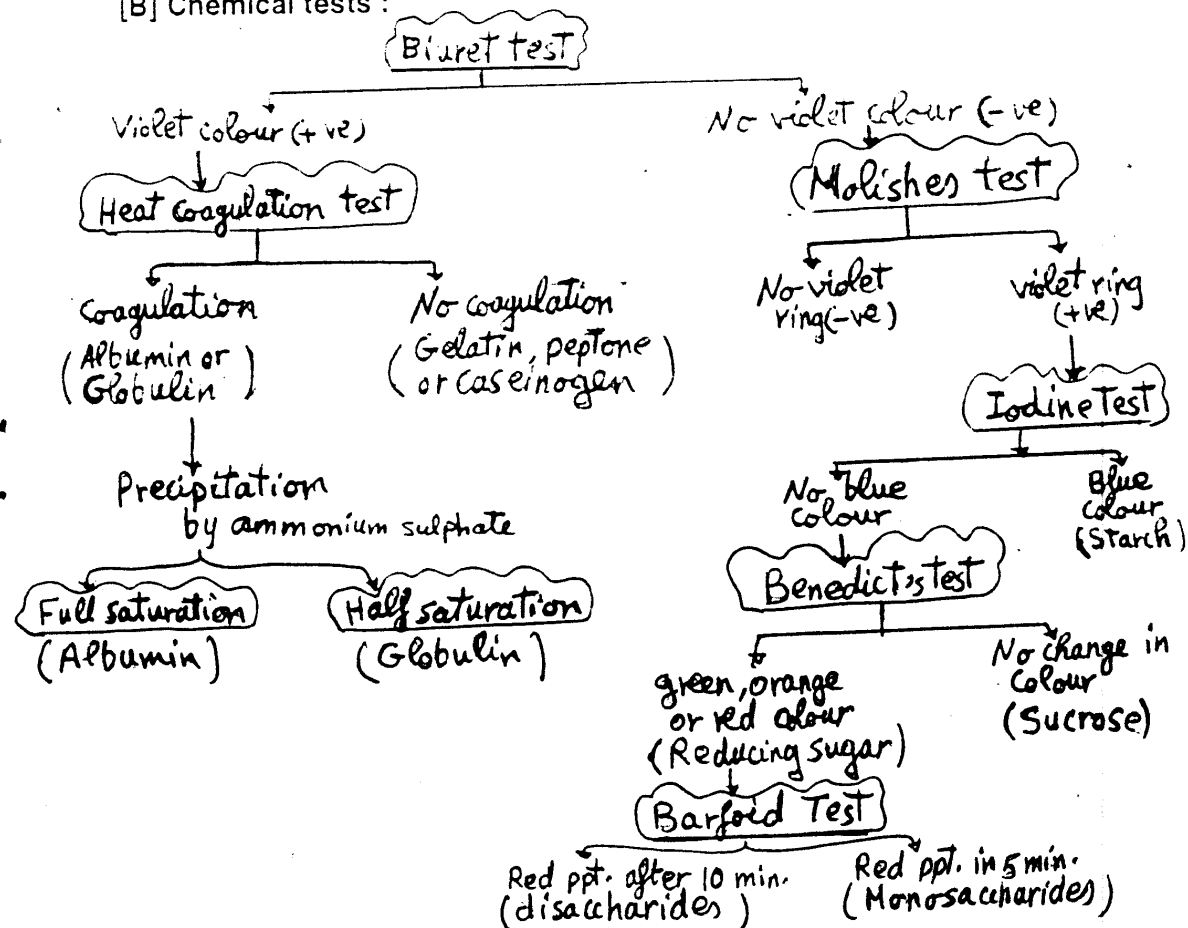 [B] Chemical tests :
Biuret test
Violet colour (+ ve)
No violet colour (- ve)
Heat coagulation test
Molishes test
Coagulation
(Albumin or
Globulin)
No coagulation
(Gelatin, peptone
or caseinogen)
No violet
ring(-ve)
violet ring
(+ve)
Iodine Test
Precipitation
by ammonium sulphate
No blue
colour
Blue
colour
(Starch)
Full saturation
(Albumin)
Half saturation
(Globulin)
Benedict's test
green, orange
or red colour
(Reducing sugar)
No change in
colour
(Sucrose)
Barfoid Test
Red ppt. after 10 min.
(disaccharides)
Red ppt. in 5 min.
(Monosaccharides)